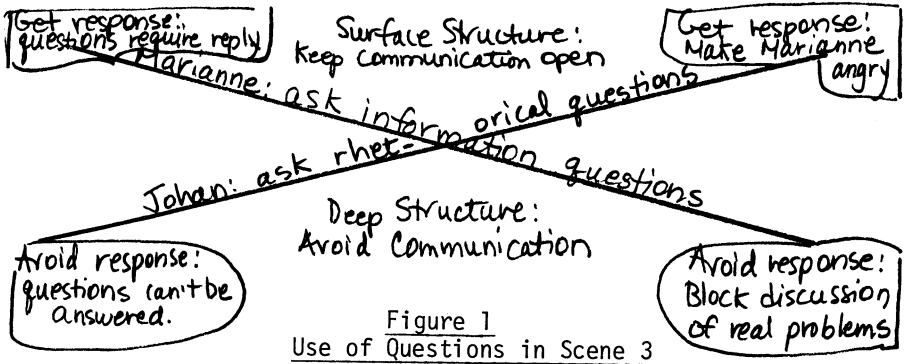 Get response:
questions require reply
Surface Structure:
Keep Communication open
Get response:
Make Marianne
angry
Marianne: ask information questions
Johan: ask rhet-orical questions
Deep Structure:
Avoid Communication
Avoid response:
questions can't be
answered.
Avoid response:
Block discussion
of real problems
Figure 1
Use of Questions in Scene 3